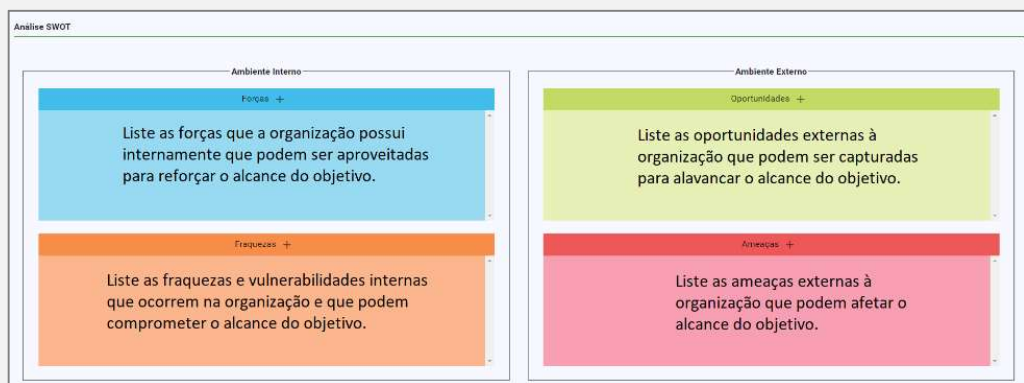 Análise SWOT
Ambiente Interno
Forças +
Liste as forças que a organização possui
internamente que podem ser aproveitadas
para reforçar o alcance do objetivo.
Fraquezas +
Liste as fraquezas e vulnerabilidades internas
que ocorrem na organização e que podem
comprometer o alcance do objetivo.
Ambiente Externo
Oportunidades +
Liste as oportunidades externas à
organização que podem ser capturadas
para alavancar o alcance do objetivo.
Ameaças +
Liste as ameaças externas à
organização que podem afetar o
alcance do objetivo.